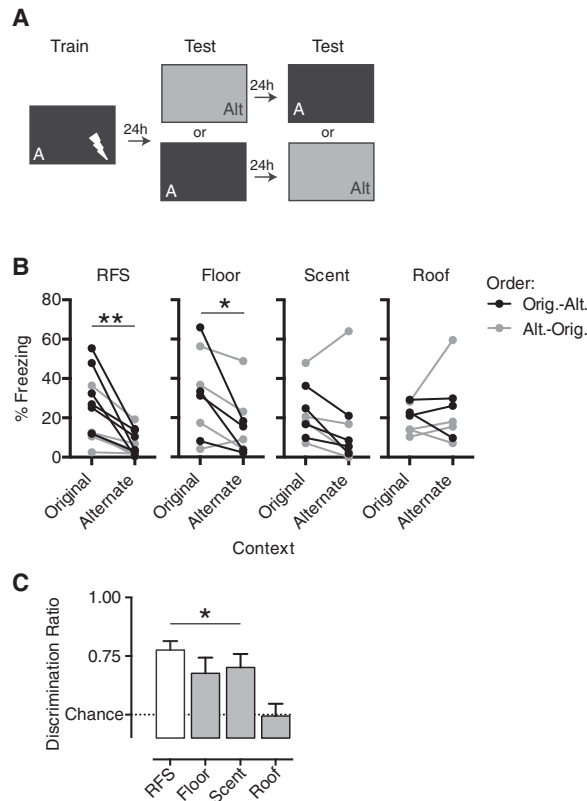 A
Train
Test
Test
24h
24h
24h
A
Alt
A
or
or
A
Alt
B
RFS
Floor
Scent
Roof
Order:
Orig.-Alt.
Alt.-Orig.
% Freezing
80
60
40
20
0
**
*
Original
Alternate
Original
Alternate
Original
Alternate
Original
Alternate
Context
C
Discrimination Ratio
1.00
0.75
Chance
*
RFS
Floor
Scent
Roof